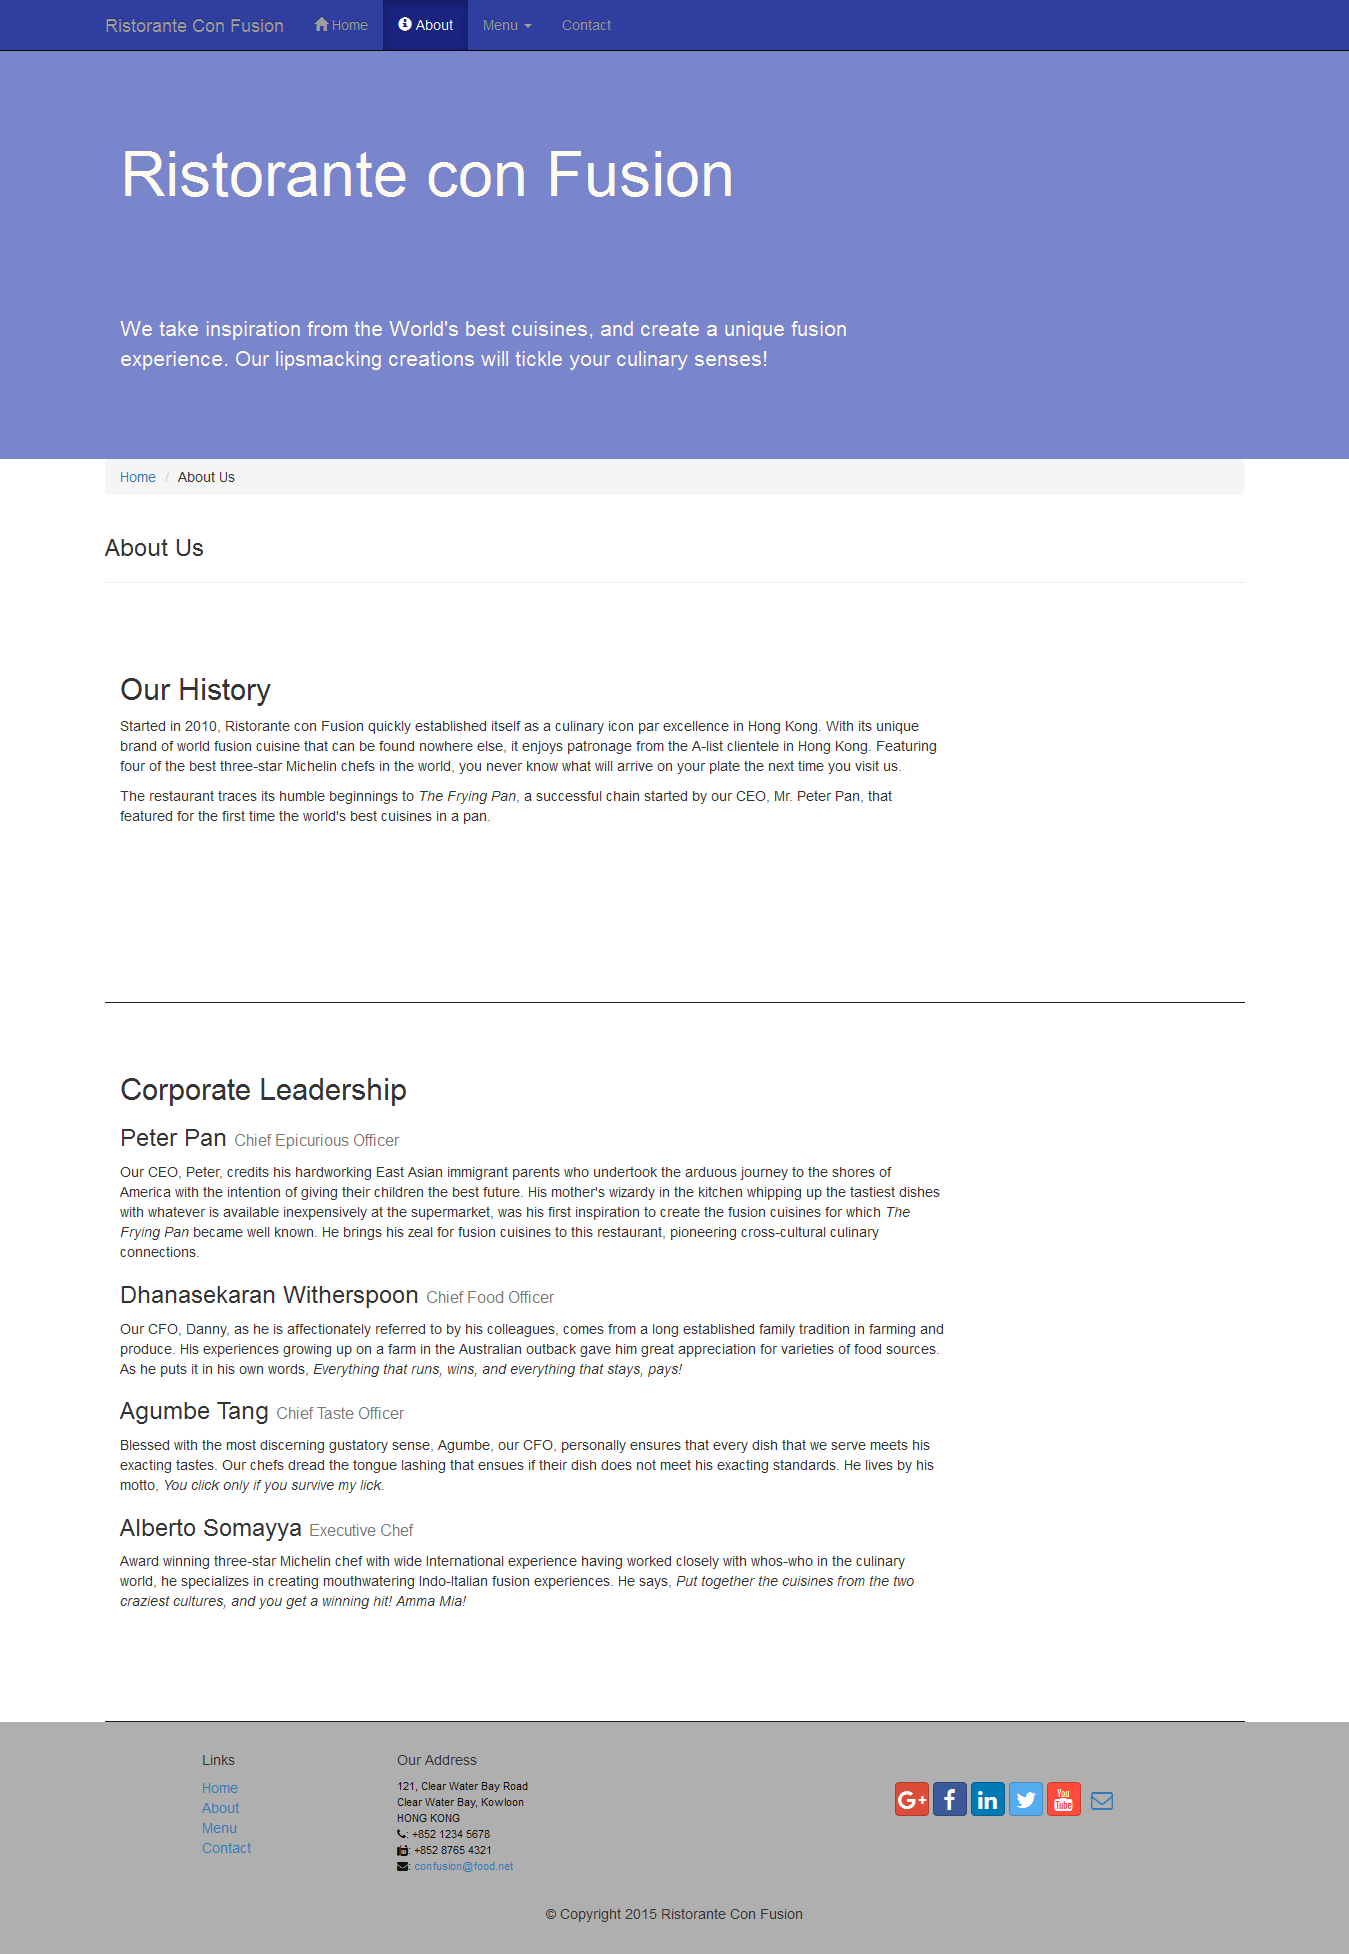 Ristorante Con Fusion Home About Menu Contact
Ristorante con Fusion
We take inspiration from the World's best cuisines, and create a unique fusion
experience. Our lipsmacking creations will tickle your culinary senses!
Home / About Us
About Us
Our History
Started in 2010, Ristorante con Fusion quickly established itself as a culinary icon par excellence in Hong Kong. With its unique
brand of world fusion cuisine that can be found nowhere else, it enjoys patronage from the A-list clientele in Hong Kong. Featuring
four of the best three-star Michelin chefs in the world, you never know what will arrive on your plate the next time you visit us.
The restaurant traces its humble beginnings to The Frying Pan, a successful chain started by our CEO, Mr. Peter Pan, that
featured for the first time the world's best cuisines in a pan.
Corporate Leadership
Peter Pan Chief Epicurious Officer
Our CEO, Peter, credits his hardworking East Asian immigrant parents who undertook the arduous journey to the shores of
America with the intention of giving their children the best future. His mother's wizardy in the kitchen whipping up the tastiest dishes
with whatever is available inexpensively at the supermarket, was his first inspiration to create the fusion cuisines for which The
Frying Pan became well known. He brings his zeal for fusion cuisines to this restaurant, pioneering cross-cultural culinary
connections.
Dhanasekaran Witherspoon Chief Food Officer
Our CFO, Danny, as he is affectionately referred to by his colleagues, comes from a long established family tradition in farming and
produce. His experiences growing up on a farm in the Australian outback gave him great appreciation for varieties of food sources.
As he puts it in his own words, Everything that runs, wins, and everything that stays, pays!
Agumbe Tang Chief Taste Officer
Blessed with the most discerning gustatory sense, Agumbe, our CFO, personally ensures that every dish that we serve meets his
exacting tastes. Our chefs dread the tongue lashing that ensues if their dish does not meet his exacting standards. He lives by his
motto, You click only if you survive my lick.
Alberto Somayya Executive Chef
Award winning three-star Michelin chef with wide International experience having worked closely with whos-who in the culinary
world, he specializes in creating mouthwatering Indo-Italian fusion experiences. He says, Put together the cuisines from the two
craziest cultures, and you get a winning hit! Amma Mia!
Links
Home
About
Menu
Contact
Our Address
121, Clear Water Bay Road
Clear Water Bay, Kowloon
HONG KONG
: +852 1234 5678
: +852 8765 4321
: confusion@food.net
G+ f in You Tube
© Copyright 2015 Ristorante Con Fusion